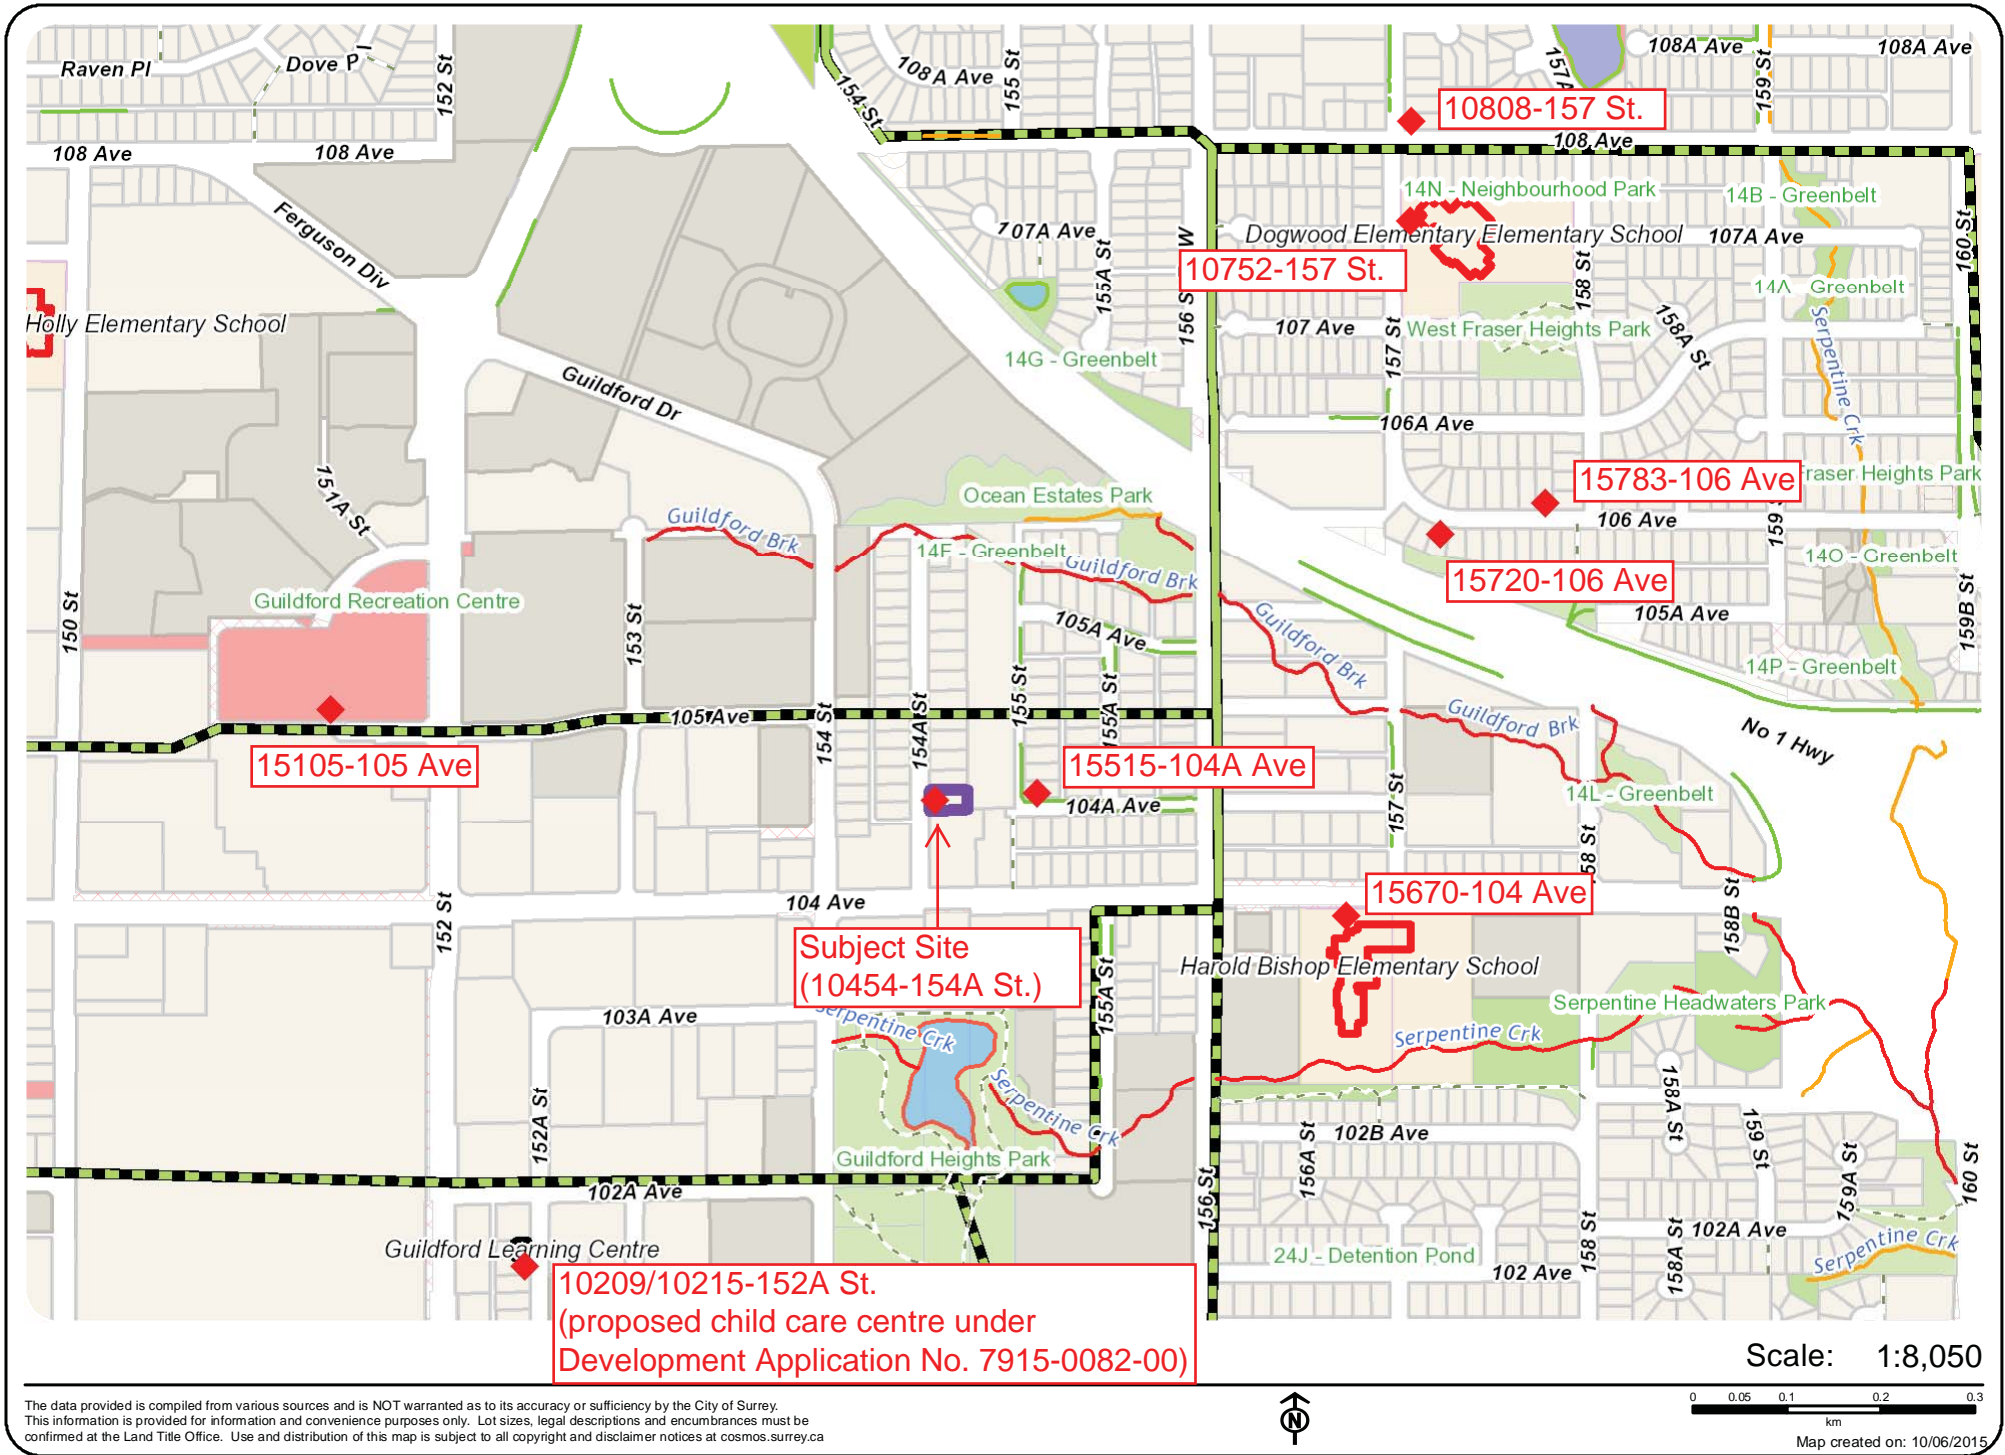 Raven Pl
Dove Pl
152 St
108 Ave
108 Ave
154 St
108A Ave
155 St
157A
108A Ave
159 St
108A Ave
10808-157 St.
108 Ave
Ferguson Div
107A Ave
155A St
14N - Neighbourhood Park
14B - Greenbelt
Dogwood Elementary Elementary School
107A Ave
160 St
10752-157 St.
158 St
14A - Greenbelt
Holly Elementary School
107 Ave
157 St
West Fraser Heights Park
158A St
Serpentine Crk
14G - Greenbelt
Guildford Dr
106A Ave
151A St
Ocean Estates Park
15783-106 Ave
raser Heights Park
Guildford Brk
106 Ave
159 S
14F - Greenbelt
Guildford Brk
15720-106 Ave
14O - Greenbelt
Guildford Recreation Centre
150 St
153 St
105A Ave
Guildford Brk
105A Ave
159B St
14P - Greenbelt
154A St
155 St
155A St
105 Ave
154 St
Guildford Brk
No 1 Hwy
15105-105 Ave
15515-104A Ave
104A Ave
157 St
14L - Greenbelt
58 St
15670-104 Ave
104 Ave
152 St
158B St
Subject Site
(10454-154A St.)
155A St
Harold Bishop Elementary School
Serpentine Headwaters Park
103A Ave
Serpentine Crk
Serpentine Crk
Serpentine Crk
152A St
158A St
156A St
102B Ave
159 St
159A St
160 St
Guildford Heights Park
102A Ave
156 St
158 St
158A St
102A Ave
Guildford Learning Centre
24J - Detention Pond
102 Ave
Serpentine Crk
10209/10215-152A St.
(proposed child care centre under
Development Application No. 7915-0082-00)
Scale: 1:8,050
The data provided is compiled from various sources and is NOT warranted as to its accuracy or sufficiency by the City of Surrey.
This information is provided for information and convenience purposes only. Lot sizes, legal descriptions and encumbrances must be
confirmed at the Land Title Office. Use and distribution of this map is subject to all copyright and disclaimer notices at cosmos.surrey.ca
N
0 0.05 0.1 0.2 0.3
km
Map created on: 10/06/2015